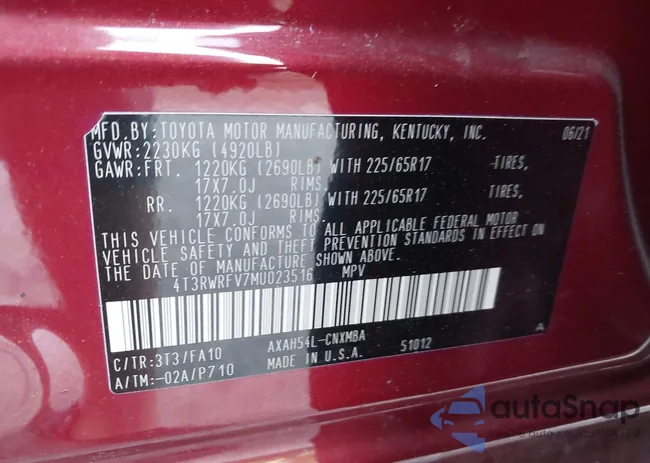 MFD.BY:TOYOTA MOTOR MANUFACTURING, KENTUCKY, INC. 06/21
GVWR:2230KG (4920LB)
GAWR:FRT. 1220KG (2690LB) WITH 225/65R17 TIRES,
17X7.0J RIMS.
RR. 1220KG (2690LB) WITH 225/65R17 TIRES,
17X7.0J RIMS.
THIS VEHICLE CONFORMS TO ALL APPLICABLE FEDERAL MOTOR
VEHICLE SAFETY AND THEFT PREVENTION STANDARDS IN EFFECT ON
THE DATE OF MANUFACTURE SHOWN ABOVE.
4T3RWRFV7MU023516 MPV
C/TR:3T3/FA10 AXAH54L-CNXMBA 51012 A
A/TM:-02A/P710 MADE IN U.S.A.
autoSnap